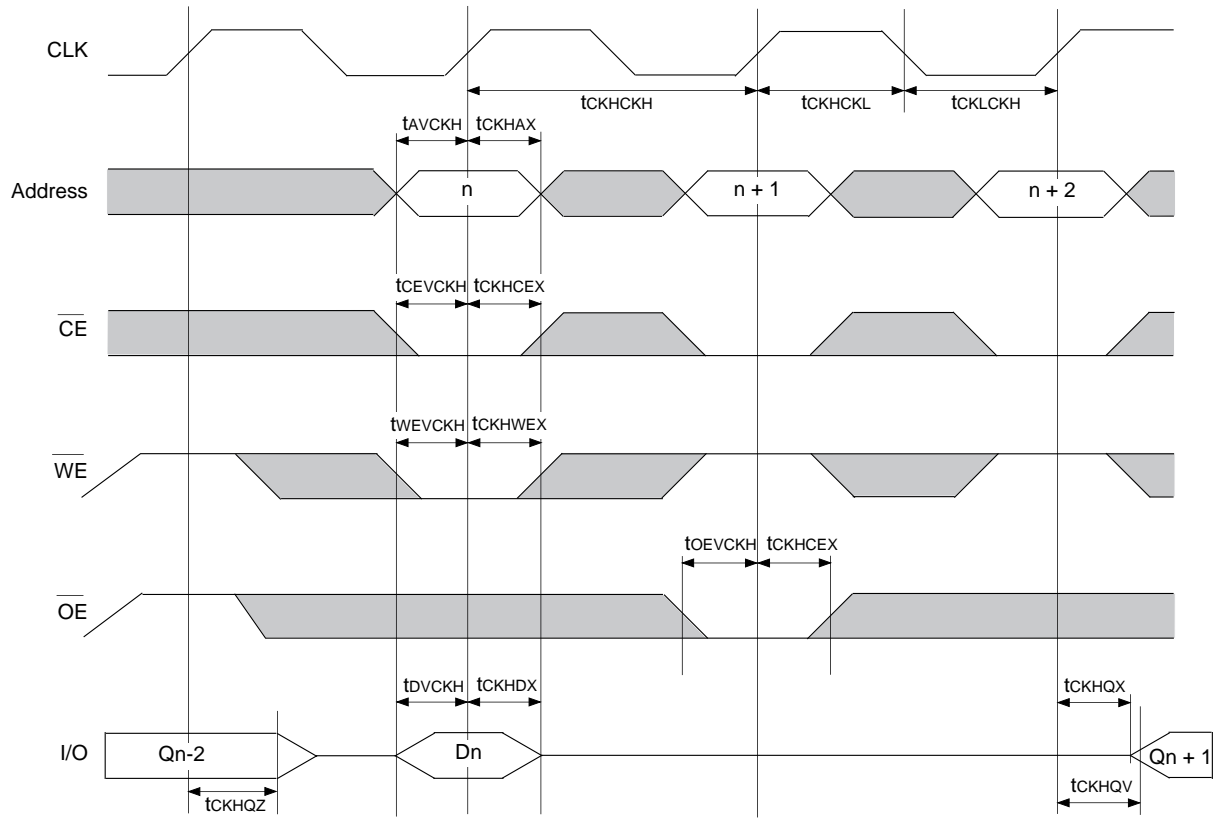 CLK
tCKHCKH tCKHCKL tCKLCKH
tAVCKH tCKHAX
Address n n + 1 n + 2
tCEVCKH tCKHCEX
CE
tWEVCKH tCKHWEX
WE
tOEVCKH tCKHCEX
OE
tDVCKH tCKHDX tCKHQX
I/O Qn-2 Dn Qn + 1
tCKHQZ tCKHQV